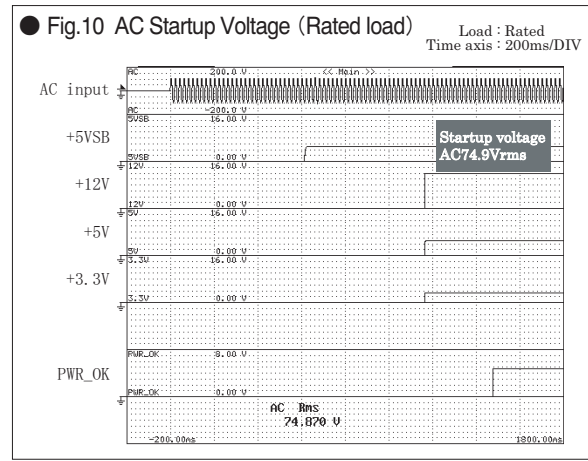 ● Fig.10 AC Startup Voltage (Rated load)
Load : Rated
Time axis : 200ms/DIV
AC 200.0 V << Main >>
AC input
AC -200.0 V
5VSB 16.00 V
+5VSB
Startup voltage
AC74.9Vrms
5VSB 0.00 V
12V 16.00 V
+12V
12V 0.00 V
5V 16.00 V
+5V
5V 0.00 V
3.3V 16.00 V
+3.3V
3.3V 0.00 V
PWR_OK 8.00 V
PWR_OK
PWR_OK 0.00 V
AC Rms
74.870 V
-200.00ms 1800.00ms